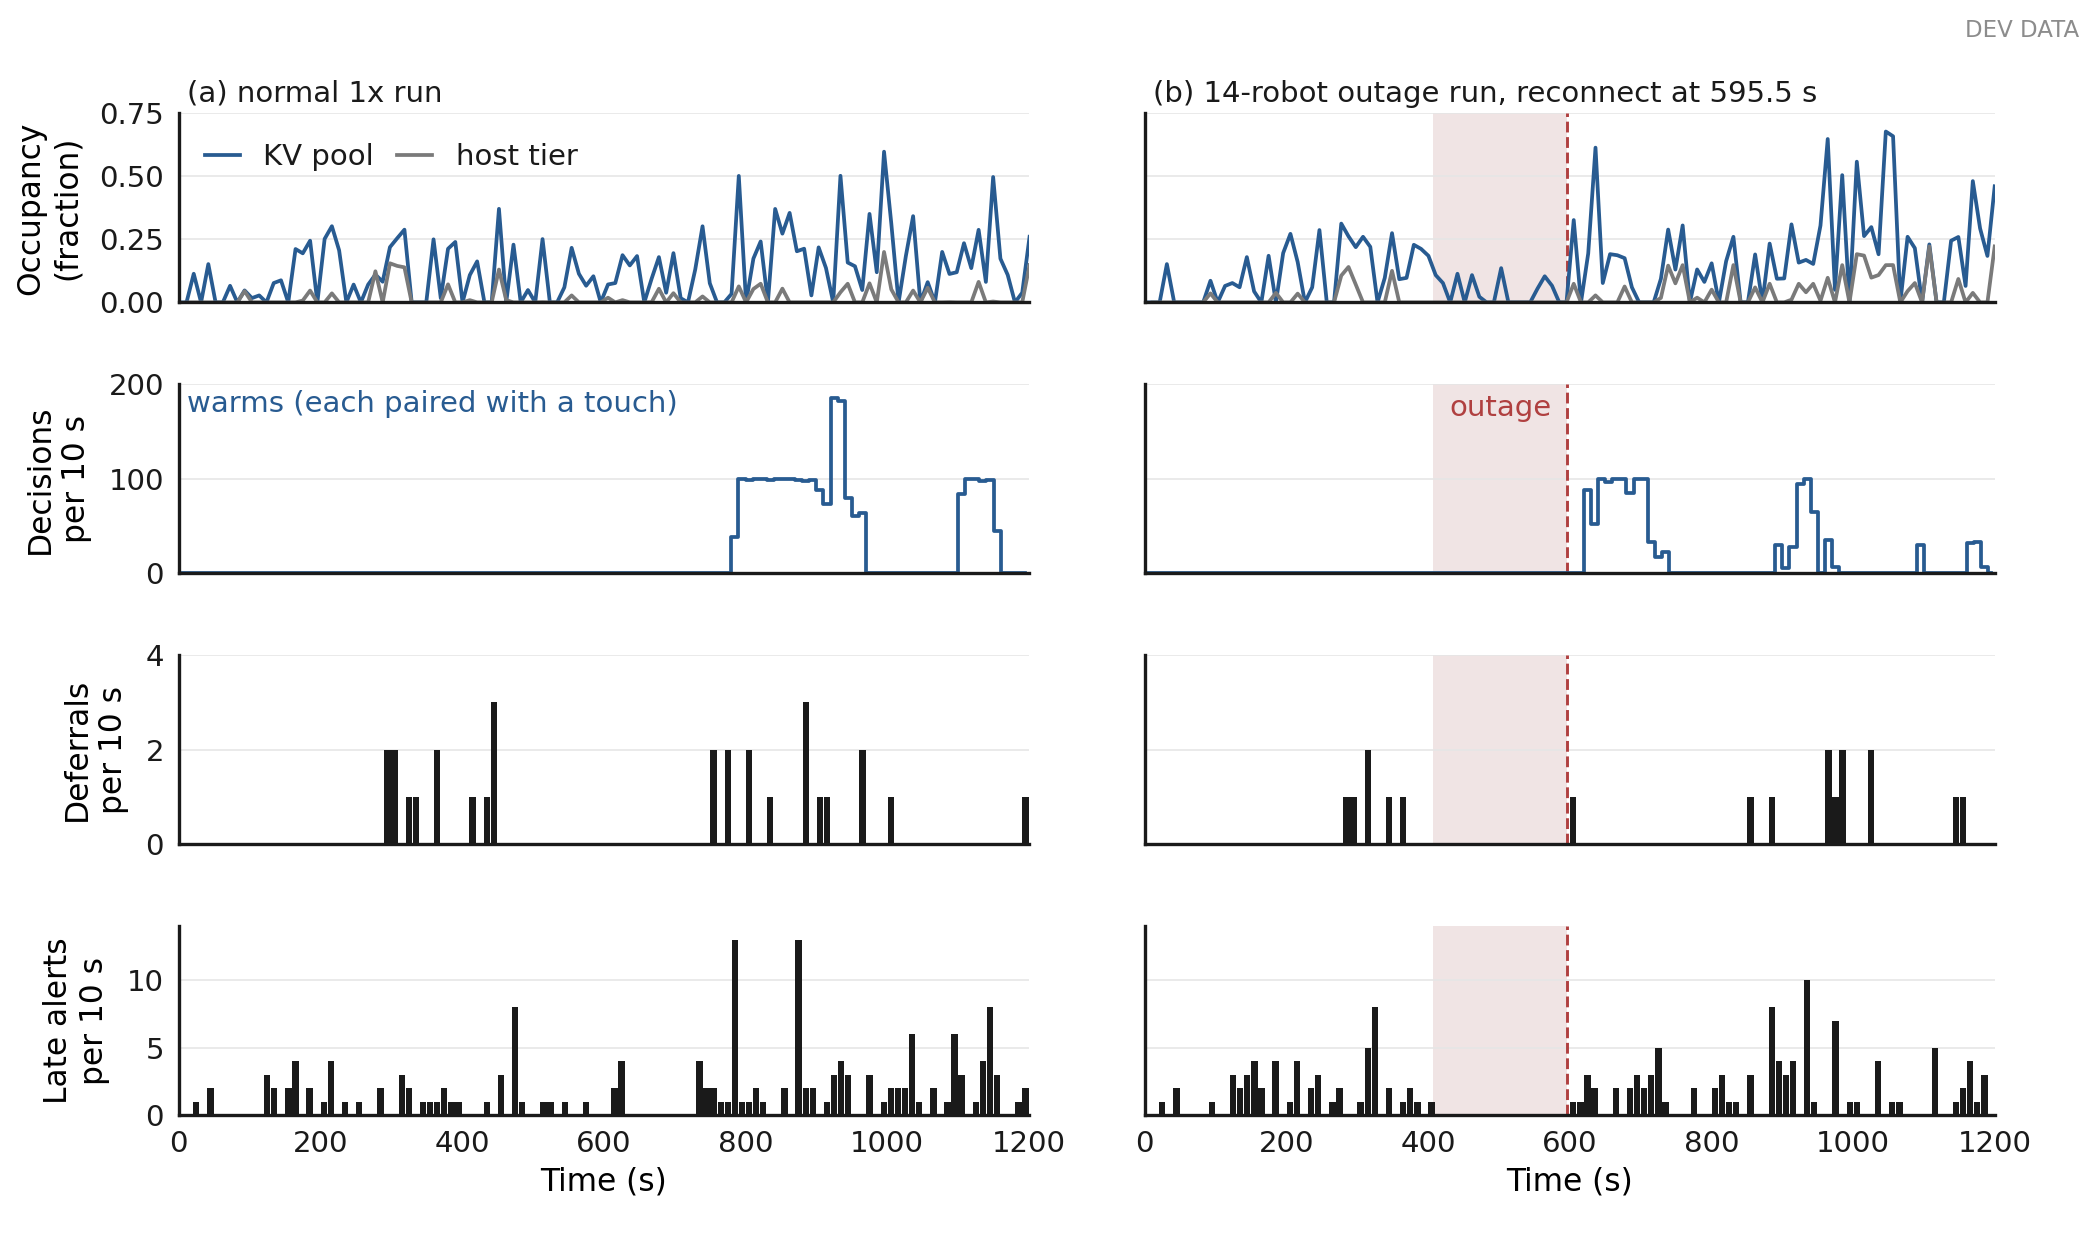 DEV DATA
(a) normal 1x run
(b) 14-robot outage run, reconnect at 595.5 s
Occupancy
(fraction)
0.75
0.50
0.25
0.00
KV pool
host tier
Decisions
per 10 s
200
100
0
warms (each paired with a touch)
outage
Deferrals
per 10 s
4
2
0
Late alerts
per 10 s
10
5
0
0 200 400 600 800 1000 1200
Time (s)
0 200 400 600 800 1000 1200
Time (s)